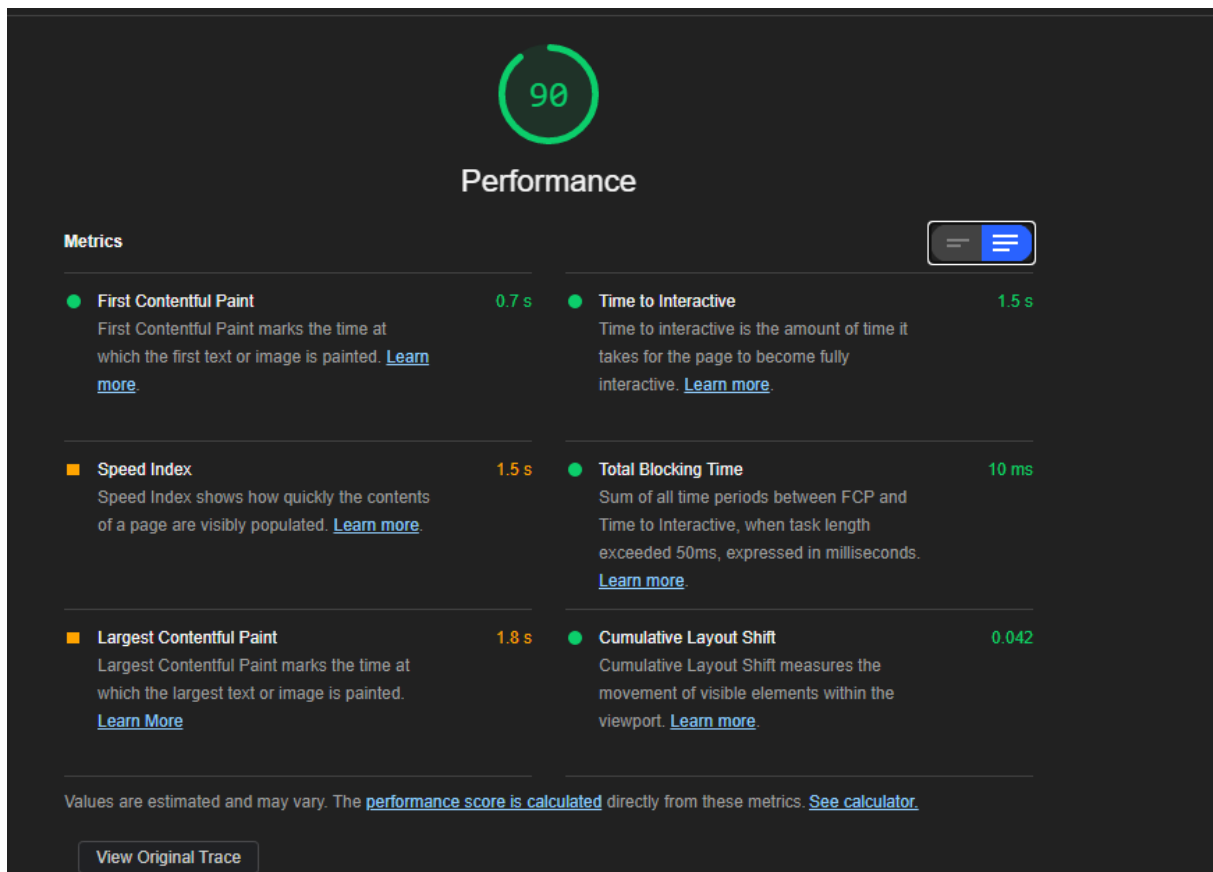 90
Performance
Metrics
First Contentful Paint 0.7 s
First Contentful Paint marks the time at
which the first text or image is painted. Learn
more.
Time to Interactive 1.5 s
Time to interactive is the amount of time it
takes for the page to become fully
interactive. Learn more.
Speed Index 1.5 s
Speed Index shows how quickly the contents
of a page are visibly populated. Learn more.
Total Blocking Time 10 ms
Sum of all time periods between FCP and
Time to Interactive, when task length
exceeded 50ms, expressed in milliseconds.
Learn more.
Largest Contentful Paint 1.8 s
Largest Contentful Paint marks the time at
which the largest text or image is painted.
Learn More
Cumulative Layout Shift 0.042
Cumulative Layout Shift measures the
movement of visible elements within the
viewport. Learn more.
Values are estimated and may vary. The performance score is calculated directly from these metrics. See calculator.
View Original Trace